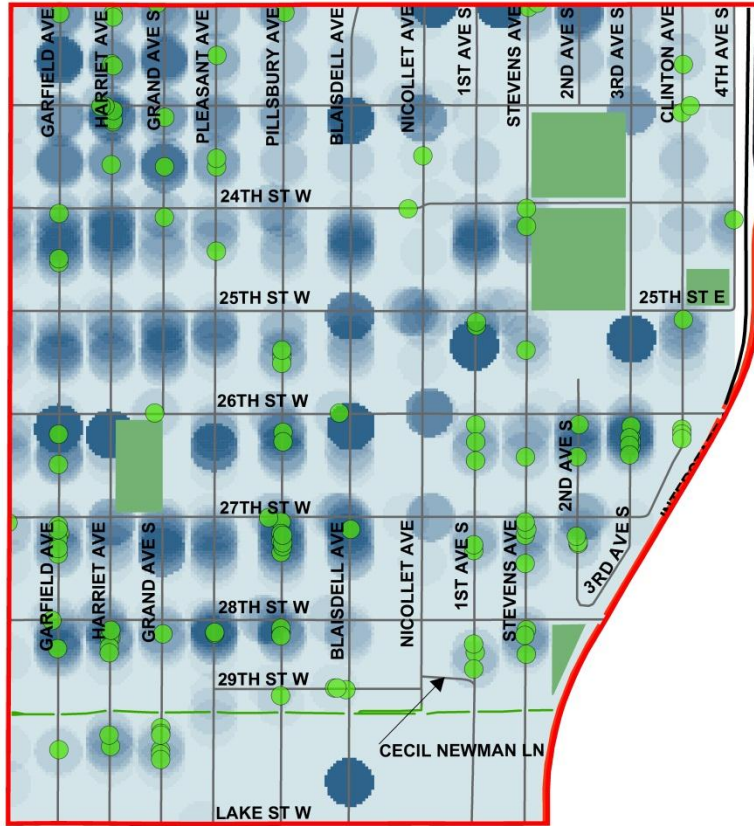 GARFIELD AVE
HARRIET AVE
GRAND AVE S
PLEASANT AVE
PILLSBURY AVE
BLAISDELL AVE
NICOLLET AVE
1ST AVE S
STEVENS AVE
2ND AVE S
3RD AVE S
CLINTON AVE
4TH AVE S
24TH ST W
25TH ST W
25TH ST E
26TH ST W
2ND AVE S
27TH ST W
GARFIELD AVE
HARRIET AVE
GRAND AVE S
BLAISDELL AVE
NICOLLET AVE
1ST AVE S
STEVENS AVE
3RD AVE S
28TH ST W
29TH ST W
CECIL NEWMAN LN
LAKE ST W